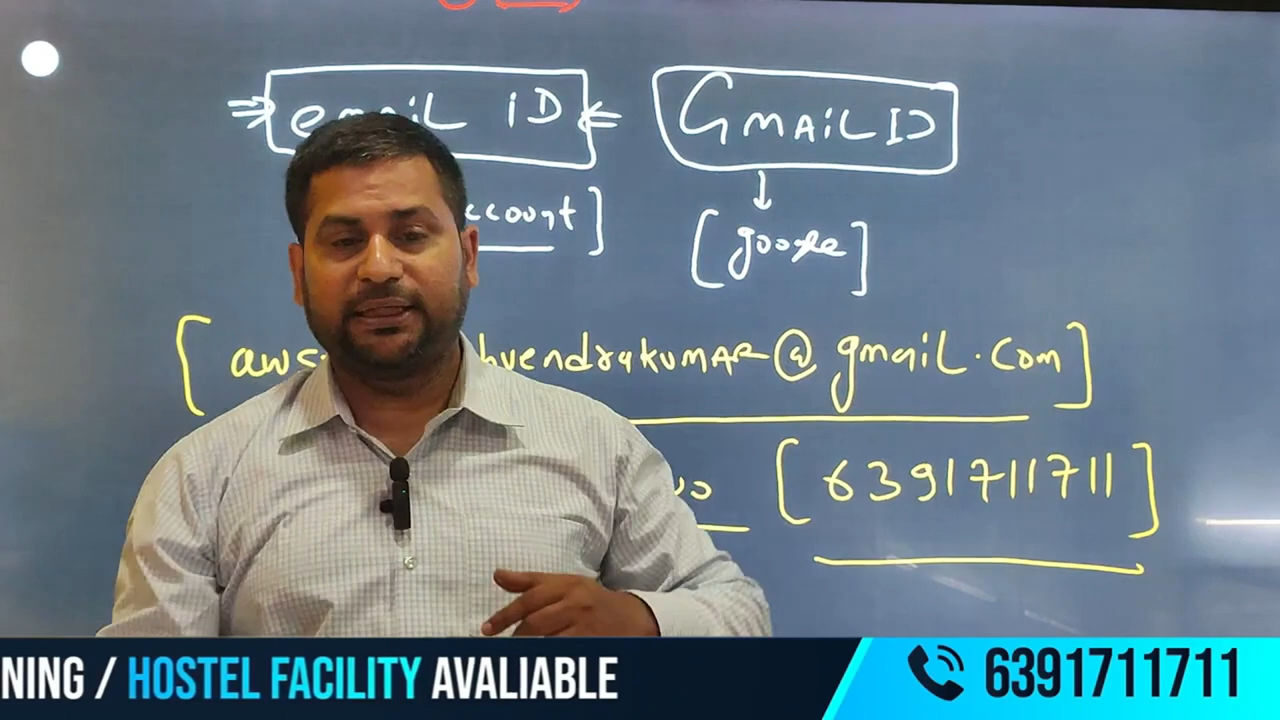 email ID GMAIL ID
ccount] [google]
[aws hvendrakumar@gmail.com]
[6391711711]
NING / HOSTEL FACILITY AVALIABLE 6391711711